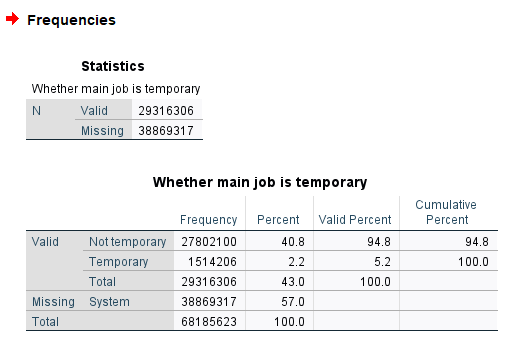 Frequencies
Statistics
Whether main job is temporary
N Valid 29316306
Missing 38869317
Whether main job is temporary
Frequency Percent Valid Percent Cumulative Percent
Valid Not temporary 27802100 40.8 94.8 94.8
Temporary 1514206 2.2 5.2 100.0
Total 29316306 43.0 100.0
Missing System 38869317 57.0
Total 68185623 100.0